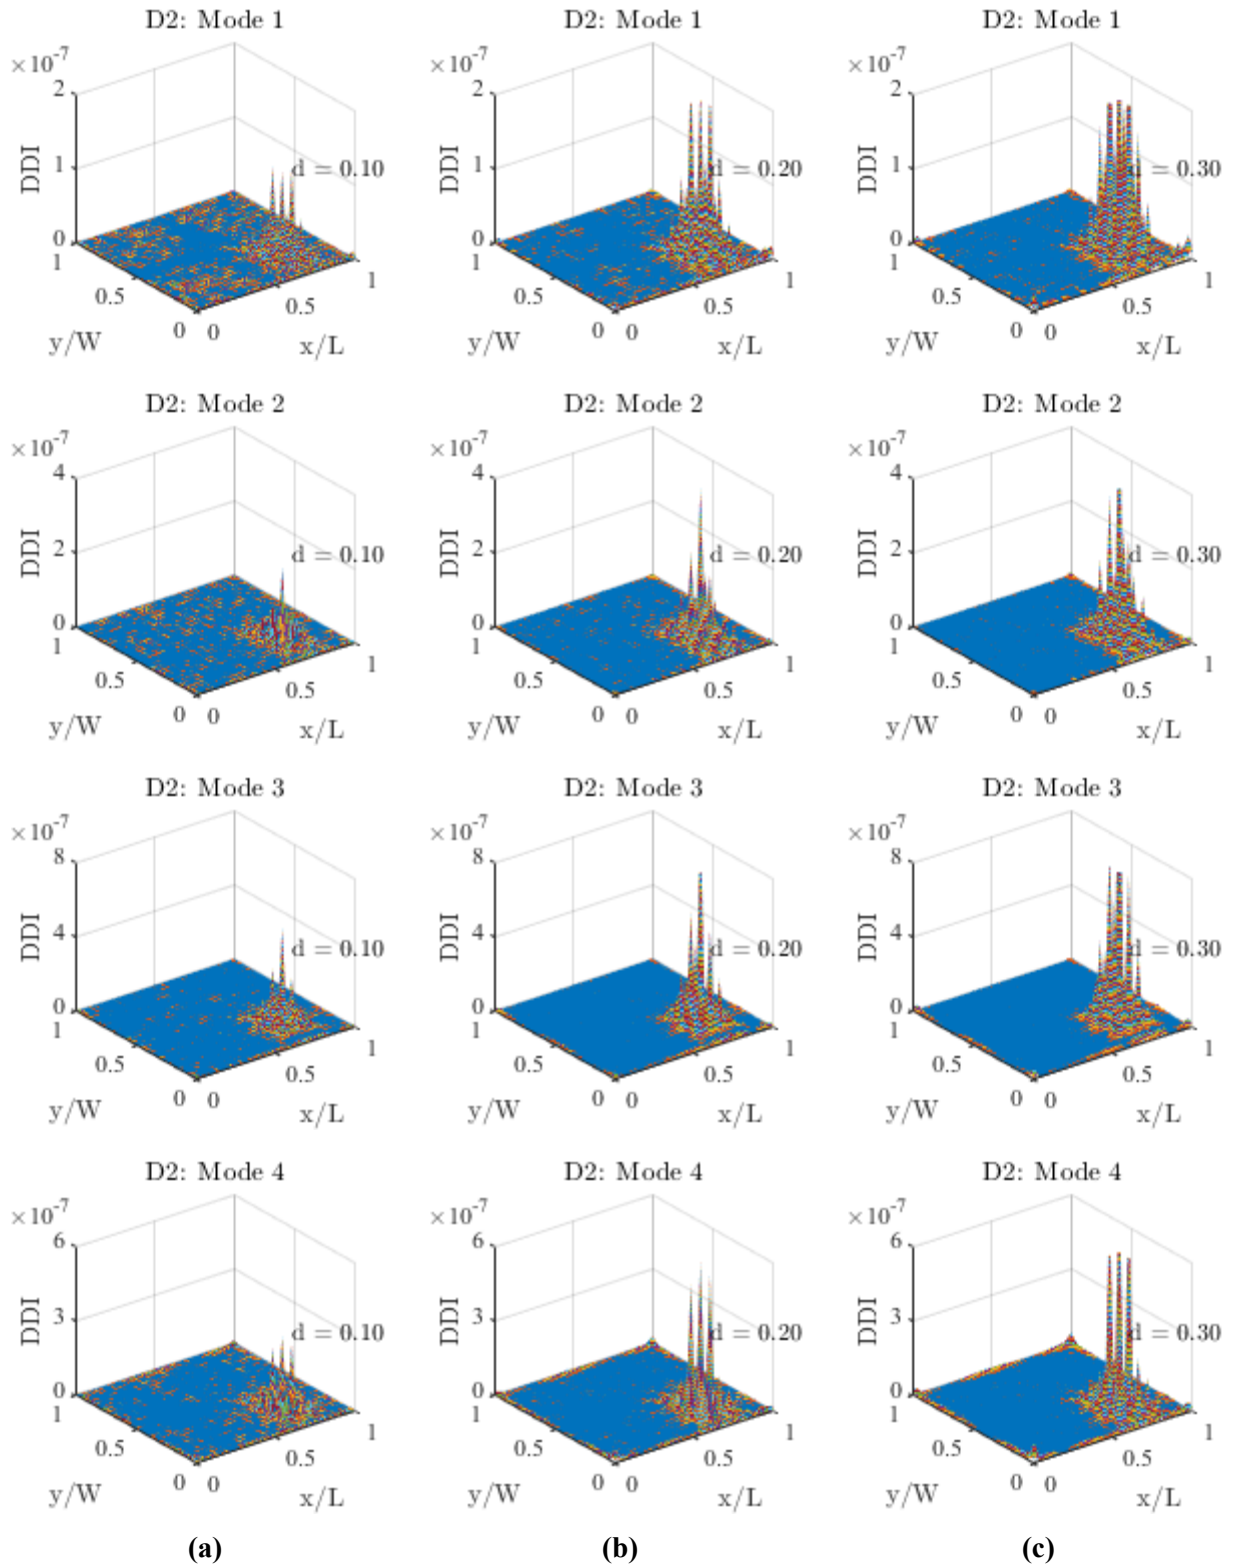 D2: Mode 1
×10-7
2
1
0
DDI
d = 0.10
1
0.5
0
y/W
0
0.5
1
x/L
D2: Mode 1
×10-7
2
1
0
DDI
d = 0.20
1
0.5
0
y/W
0
0.5
1
x/L
D2: Mode 1
×10-7
2
1
0
DDI
d = 0.30
1
0.5
0
y/W
0
0.5
1
x/L
D2: Mode 2
×10-7
4
2
0
DDI
d = 0.10
1
0.5
0
y/W
0
0.5
1
x/L
D2: Mode 2
×10-7
4
2
0
DDI
d = 0.20
1
0.5
0
y/W
0
0.5
1
x/L
D2: Mode 2
×10-7
4
2
0
DDI
d = 0.30
1
0.5
0
y/W
0
0.5
1
x/L
D2: Mode 3
×10-7
8
4
0
DDI
d = 0.10
1
0.5
0
y/W
0
0.5
1
x/L
D2: Mode 3
×10-7
8
4
0
DDI
d = 0.20
1
0.5
0
y/W
0
0.5
1
x/L
D2: Mode 3
×10-7
8
4
0
DDI
d = 0.30
1
0.5
0
y/W
0
0.5
1
x/L
D2: Mode 4
×10-7
6
3
0
DDI
d = 0.10
1
0.5
0
y/W
0
0.5
1
x/L
D2: Mode 4
×10-7
6
3
0
DDI
d = 0.20
1
0.5
0
y/W
0
0.5
1
x/L
D2: Mode 4
×10-7
6
3
0
DDI
d = 0.30
1
0.5
0
y/W
0
0.5
1
x/L
(a)
(b)
(c)